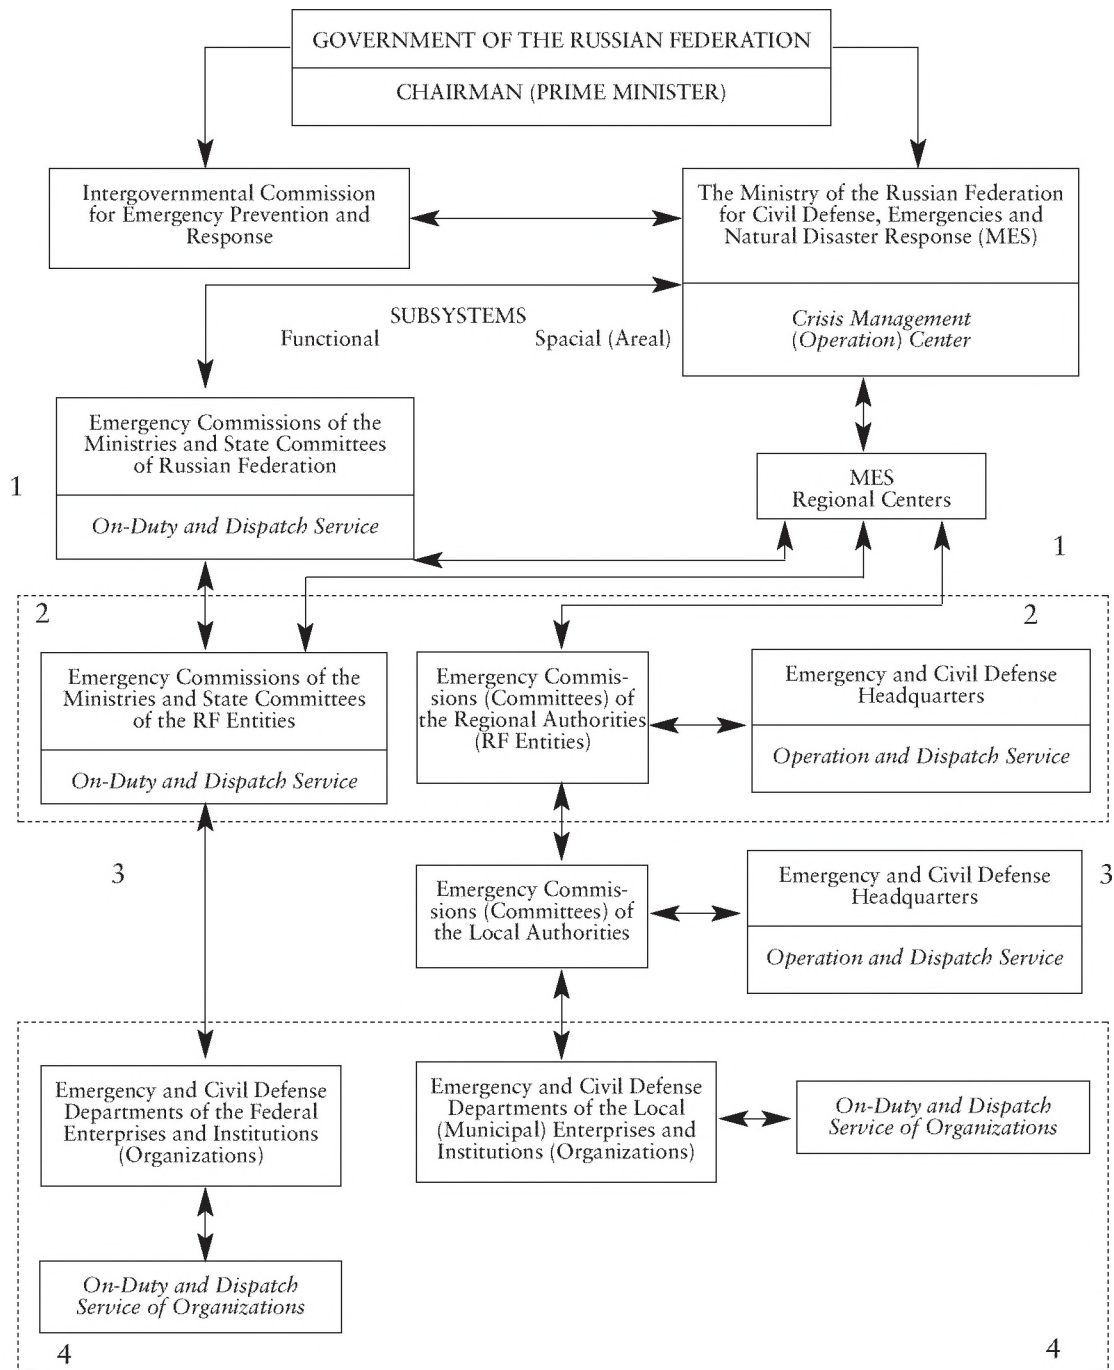 GOVERNMENT OF THE RUSSIAN FEDERATION
CHAIRMAN (PRIME MINISTER)
Intergovernmental Commission
for Emergency Prevention and
Response
The Ministry of the Russian Federation
for Civil Defense, Emergencies and
Natural Disaster Response (MES)
Crisis Management
(Operation) Center
SUBSYSTEMS
Functional
Spacial (Areal)
Emergency Commissions of the
Ministries and State Committees
of Russian Federation
On-Duty and Dispatch Service
1
MES
Regional Centers
1
2
2
Emergency Commissions of the
Ministries and State Committees
of the RF Entities
On-Duty and Dispatch Service
Emergency Commis-
sions (Committees) of
the Regional Authorities
(RF Entities)
Emergency and Civil Defense
Headquarters
Operation and Dispatch Service
3
Emergency Commis-
sions (Committees) of
the Local Authorities
Emergency and Civil Defense
Headquarters
Operation and Dispatch Service
3
Emergency and Civil Defense
Departments of the Federal
Enterprises and Institutions
(Organizations)
Emergency and Civil Defense
Departments of the Local
(Municipal) Enterprises and
Institutions (Organizations)
On-Duty and Dispatch
Service of Organizations
On-Duty and Dispatch
Service of Organizations
4
4